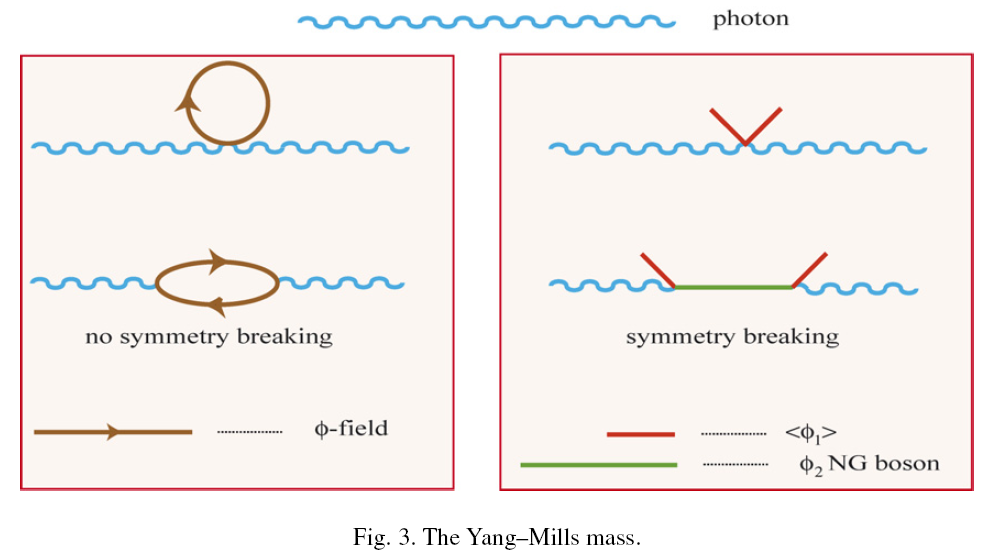 photon
no symmetry breaking
ϕ-field
symmetry breaking
<ϕ₁>
ϕ₂ NG boson
Fig. 3. The Yang–Mills mass.